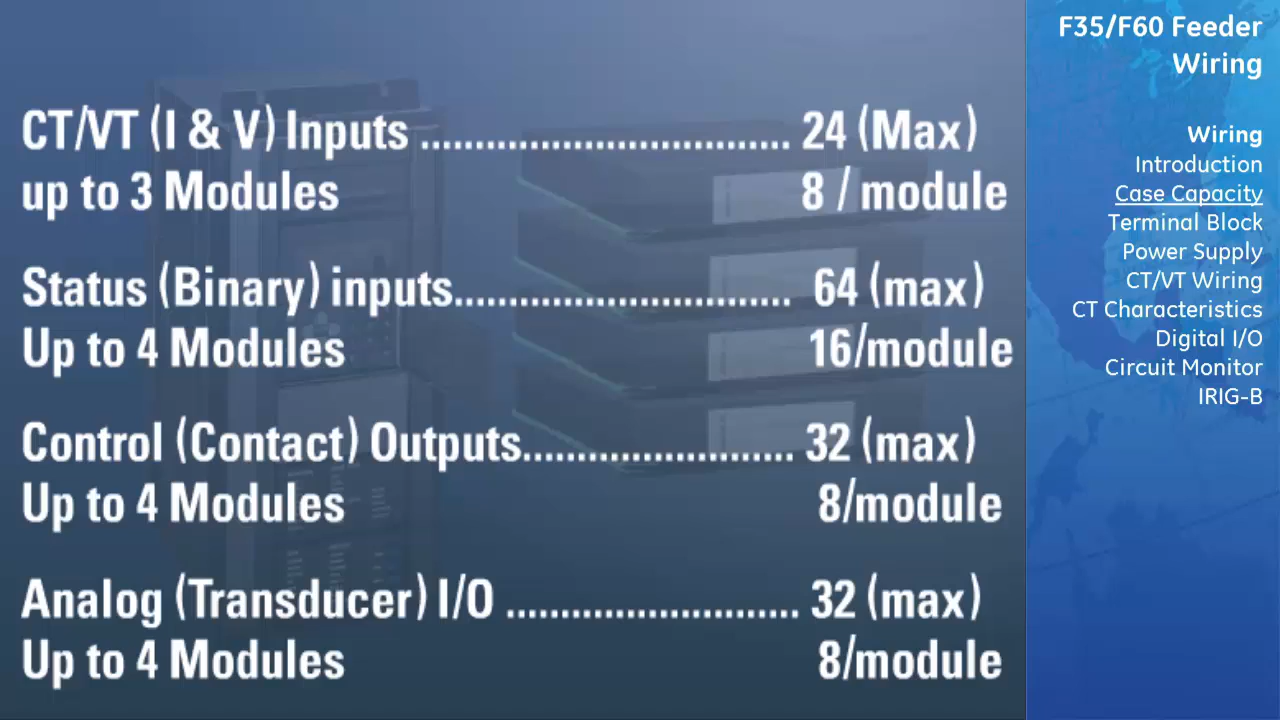 CT/VT (I & V) Inputs .................................. 24 (Max)
up to 3 Modules 8 / module
Status (Binary) inputs............................... 64 (max)
Up to 4 Modules 16/module
Control (Contact) Outputs......................... 32 (max)
Up to 4 Modules 8/module
Analog (Transducer) I/O ........................... 32 (max)
Up to 4 Modules 8/module
F35/F60 Feeder
Wiring
Wiring
Introduction
Case Capacity
Terminal Block
Power Supply
CT/VT Wiring
CT Characteristics
Digital I/O
Circuit Monitor
IRIG-B